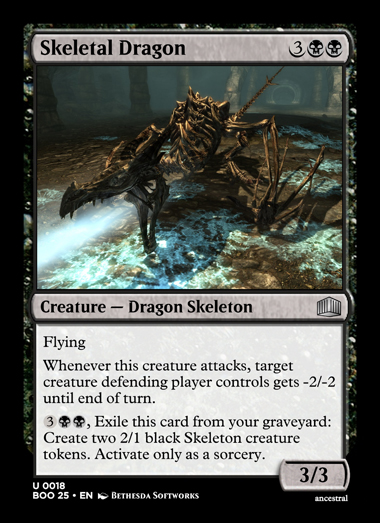 Skeletal Dragon 3
Creature — Dragon Skeleton
Flying
Whenever this creature attacks, target
creature defending player controls gets -2/-2
until end of turn.
3, Exile this card from your graveyard:
Create two 2/1 black Skeleton creature
tokens. Activate only as a sorcery.
3/3
U 0018
BOO 25 • EN Bethesda Softworks
ancestral